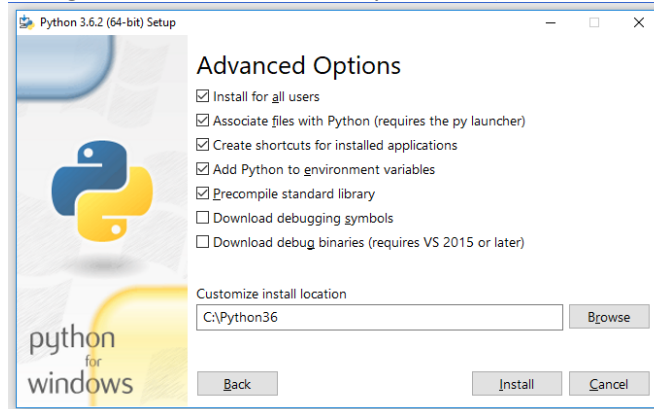 Python 3.6.2 (64-bit) Setup
Advanced Options
Install for all users
Associate files with Python (requires the py launcher)
Create shortcuts for installed applications
Add Python to environment variables
Precompile standard library
Download debugging symbols
Download debug binaries (requires VS 2015 or later)
Customize install location
C:\Python36
Browse
python
for
windows
Back
Install
Cancel